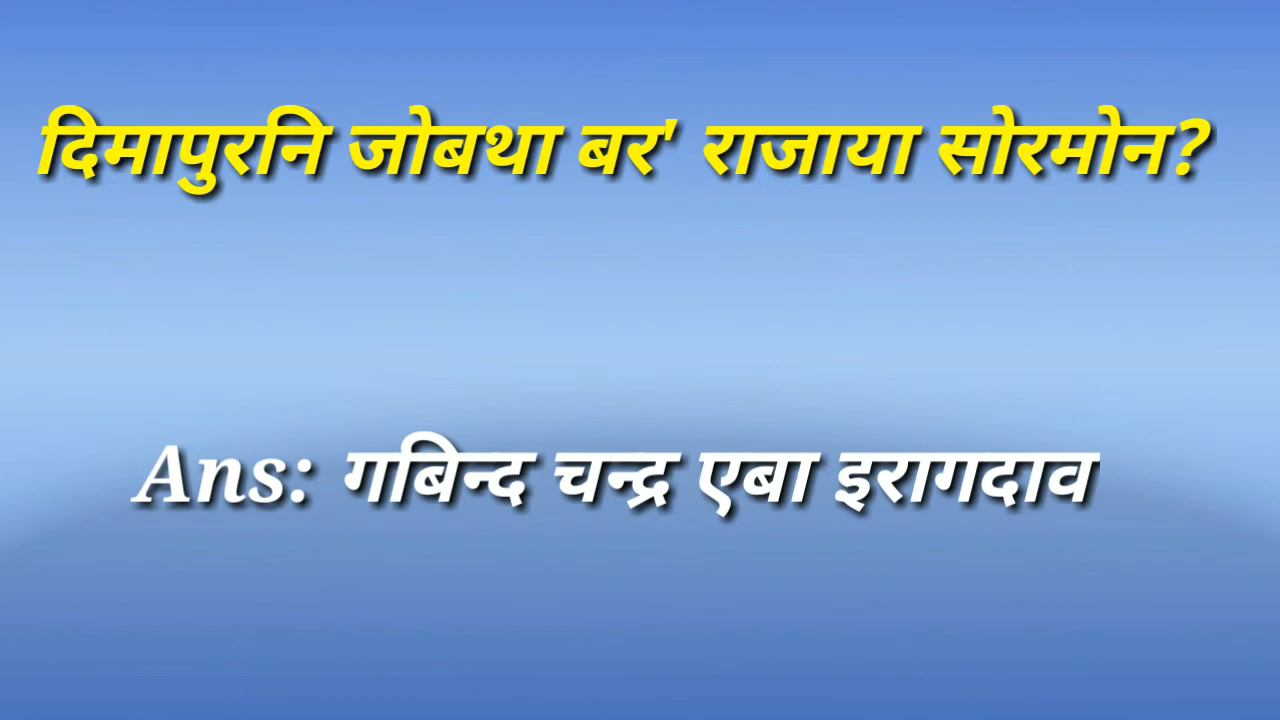 दिमापुरनि जोबथा बर' राजाया सोरमोन?
Ans: गबिन्द चन्द्र एबा इरागदाव